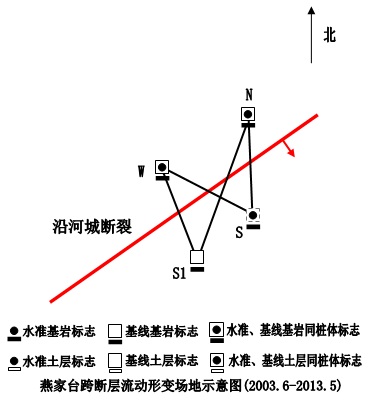 北
N
W
沿河城断裂
S
S1
水准基岩标志 基线基岩标志 水准、基线基岩同桩体标志
水准土层标志 基线土层标志 水准、基线土层同桩体标志
燕家台跨断层流动形变场地示意图(2003.6-2013.5)